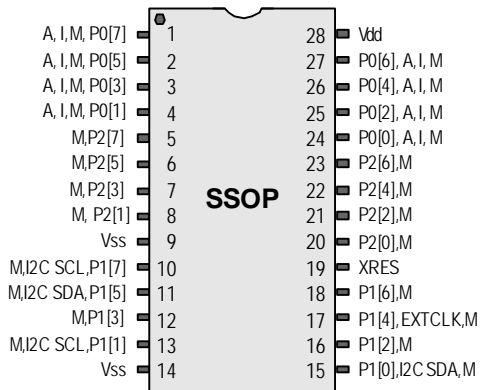 A, I, M, P0[7] 1 28 Vdd
A, I, M, P0[5] 2 27 P0[6], A, I, M
A, I, M, P0[3] 3 26 P0[4], A, I, M
A, I, M, P0[1] 4 25 P0[2], A, I, M
M,P2[7] 5 24 P0[0], A, I, M
M,P2[5] 6 23 P2[6],M
M,P2[3] 7 22 P2[4],M
SSOP
M, P2[1] 8 21 P2[2],M
Vss 9 20 P2[0],M
M,I2C SCL,P1[7] 10 19 XRES
M,I2C SDA,P1[5] 11 18 P1[6],M
M,P1[3] 12 17 P1[4],EXTCLK,M
M,I2C SCL,P1[1] 13 16 P1[2],M
Vss 14 15 P1[0],I2C SDA, M